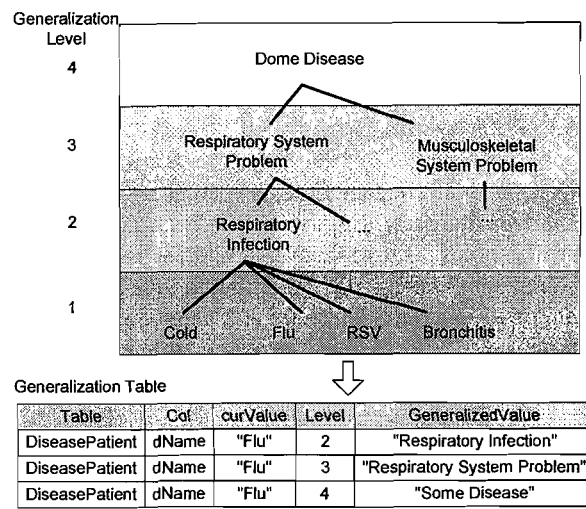 Generalization
Level
4
Dome Disease
3
Respiratory System
Problem
Musculoskeletal
System Problem
2
Respiratory
Infection
...
...
1
Cold
Flu
RSV
Bronchitis
Generalization Table
Table Col curValue Level GeneralizedValue
DiseasePatient dName "Flu" 2 "Respiratory Infection"
DiseasePatient dName "Flu" 3 "Respiratory System Problem"
DiseasePatient dName "Flu" 4 "Some Disease"